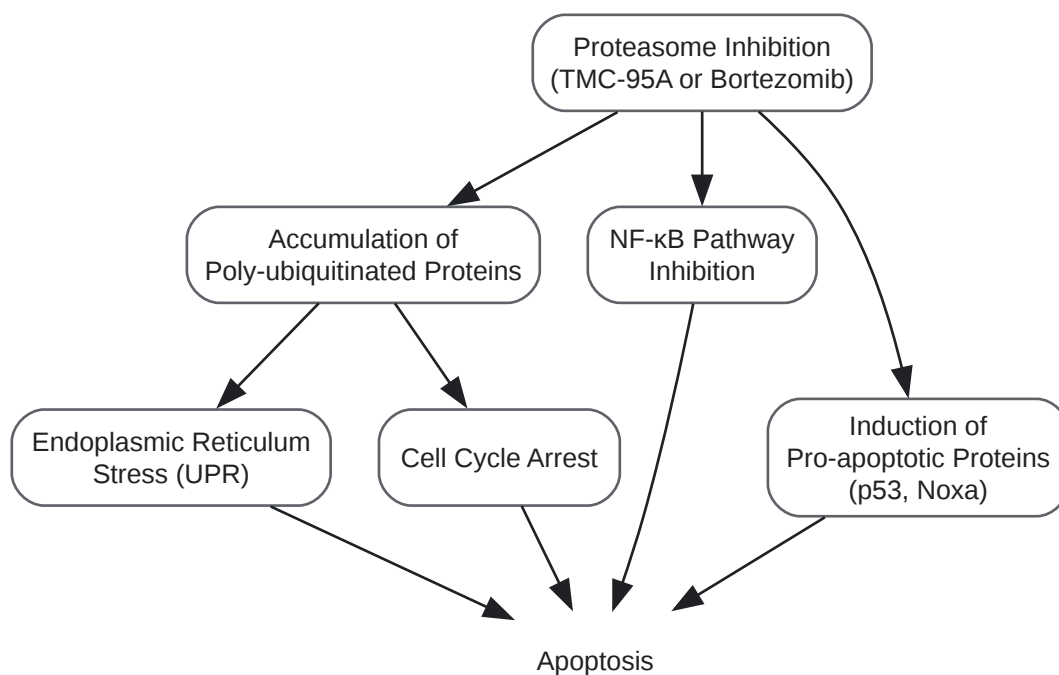 Proteasome Inhibition
(TMC-95A or Bortezomib)
Accumulation of
Poly-ubiquitinated Proteins
NF-κB Pathway
Inhibition
Endoplasmic Reticulum
Stress (UPR)
Cell Cycle Arrest
Induction of
Pro-apoptotic Proteins
(p53, Noxa)
Apoptosis